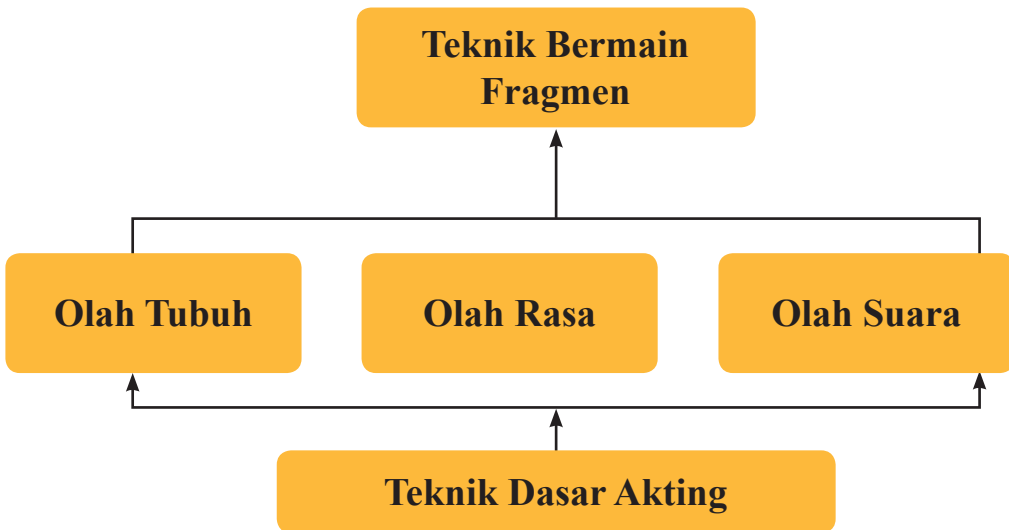 Teknik Bermain
Fragmen
Olah Tubuh
Olah Rasa
Olah Suara
Teknik Dasar Akting